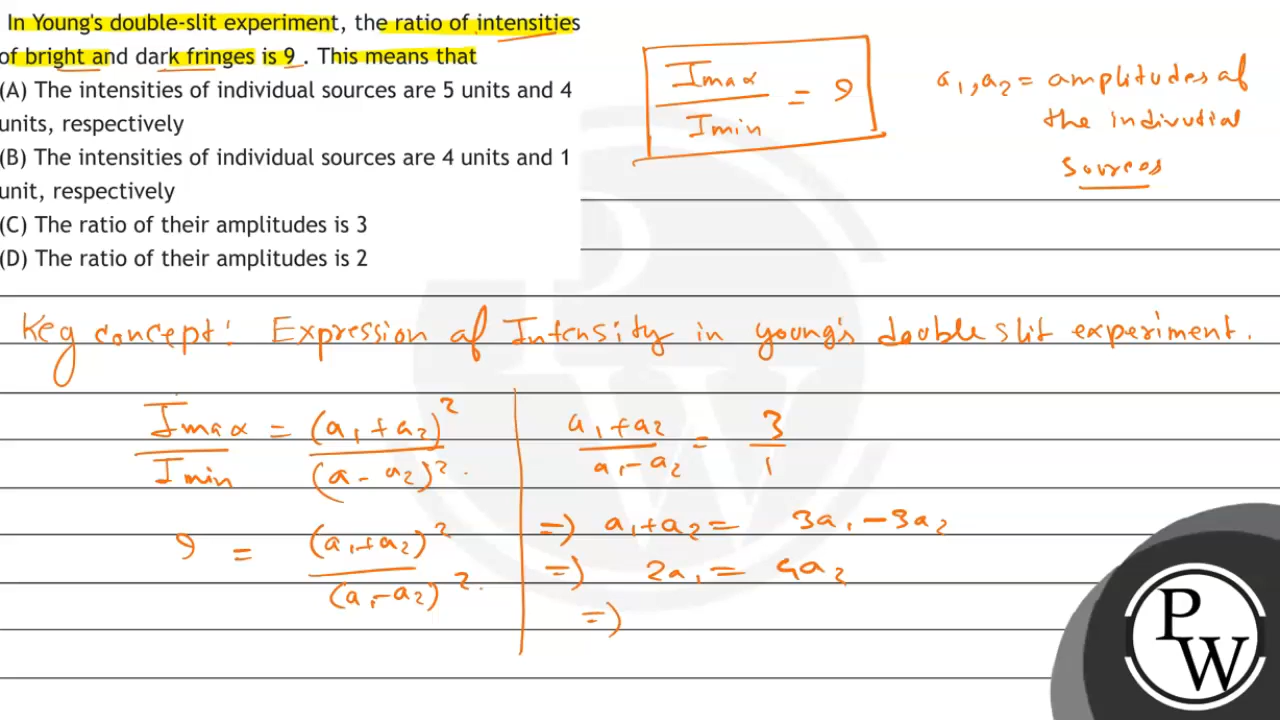 In Young's double-slit experiment, the ratio of intensities
of bright and dark fringes is 9 . This means that
(A) The intensities of individual sources are 5 units and 4
units, respectively
(B) The intensities of individual sources are 4 units and 1
unit, respectively
(C) The ratio of their amplitudes is 3
(D) The ratio of their amplitudes is 2
Imax / Imin = 9
a1, a2 = amplitudes of
the indivudial
sources
Key concept: Expression of Intensity in young's double slit experiment.
Imax / Imin = (a1 + a2)^2 / (a - a2)^2.
9 = (a1 + a2)^2 / (a1 - a2)^2.
a1 + a2 / a1 - a2 = 3 / 1
=) a1 + a2 = 3a1 - 3a2
=) 2a1 = 4a2
=)
P
W